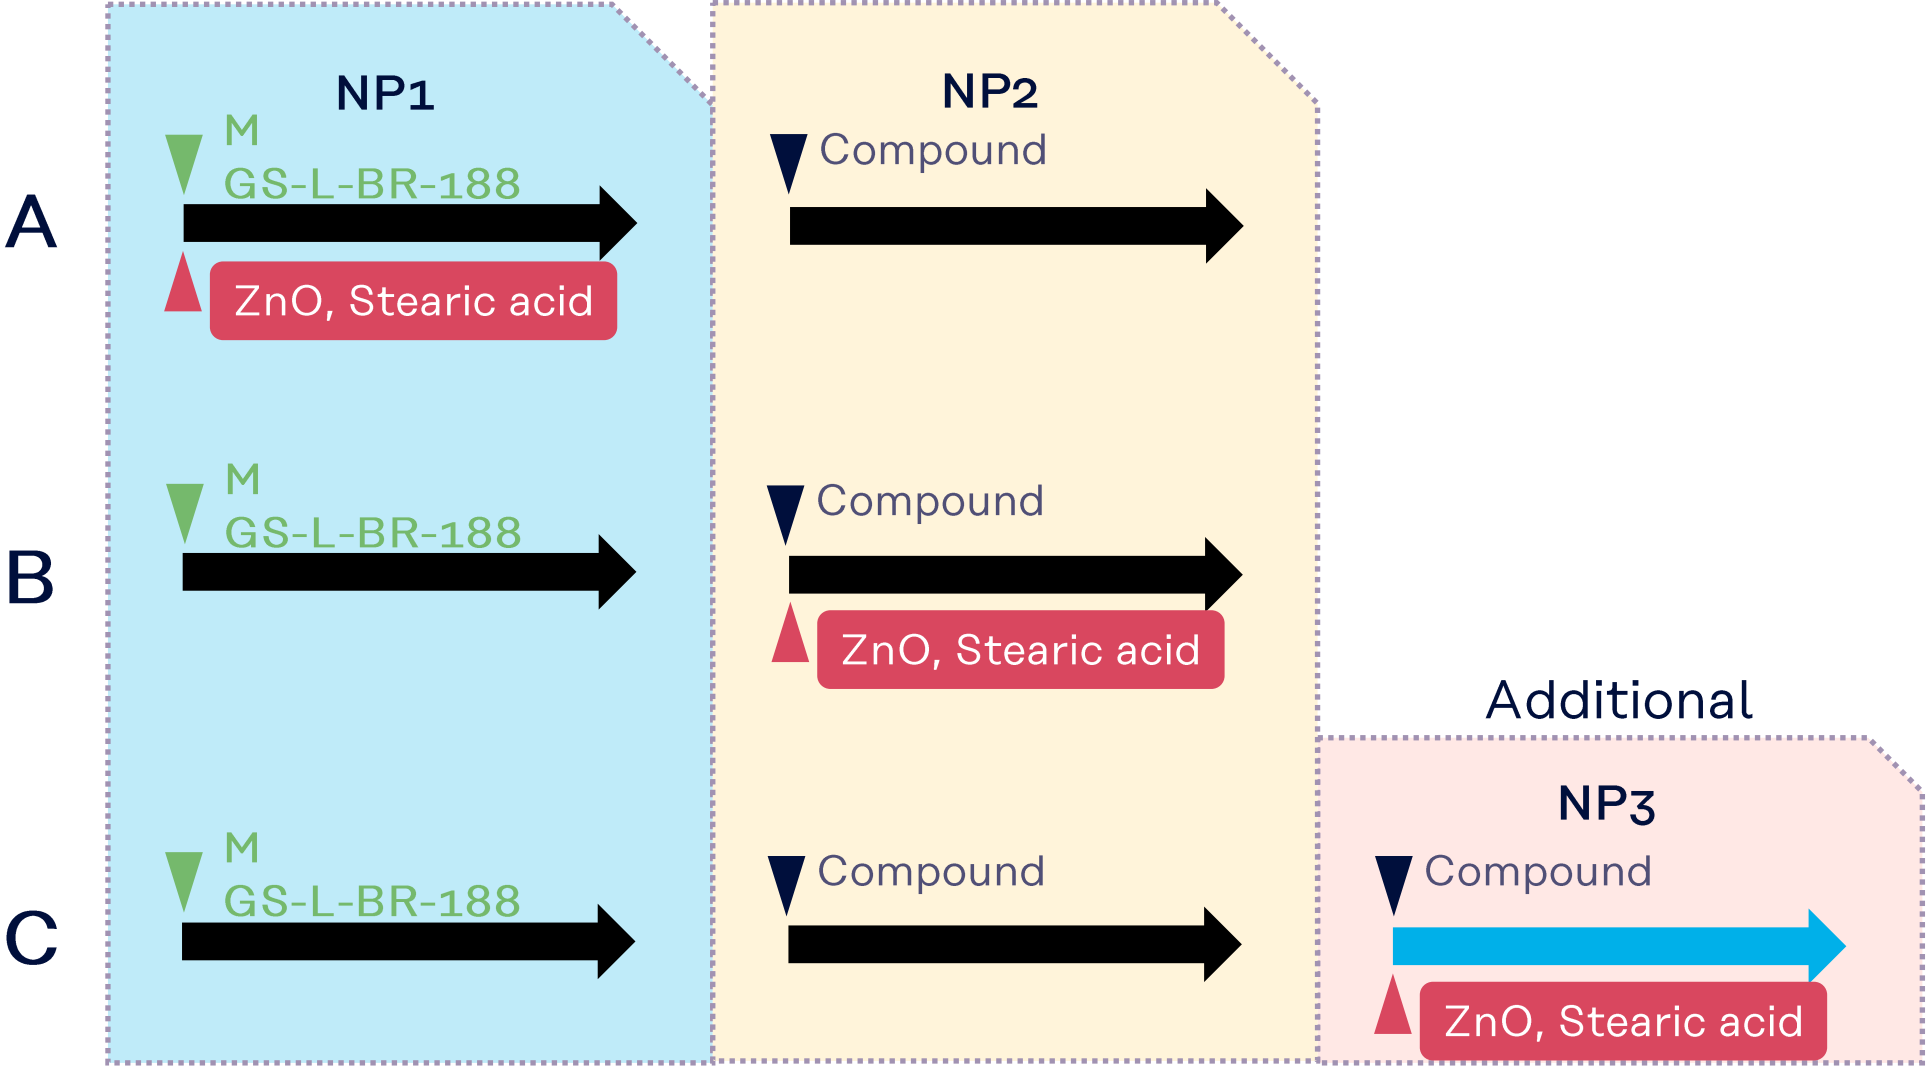 NP1
NP2
A
M
GS-L-BR-188
Compound
ZnO, Stearic acid
B
M
GS-L-BR-188
Compound
ZnO, Stearic acid
Additional
NP3
C
M
GS-L-BR-188
Compound
Compound
ZnO, Stearic acid